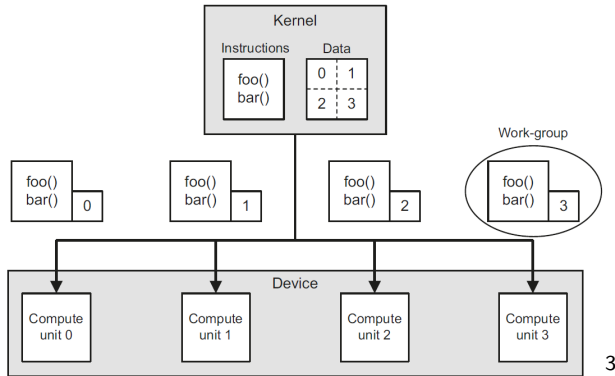 Kernel
Instructions Data
foo()
bar()
0 1
2 3
Work-group
foo()
bar() 0
foo()
bar() 1
foo()
bar() 2
foo()
bar() 3
Device
Compute
unit 0
Compute
unit 1
Compute
unit 2
Compute
unit 3
3